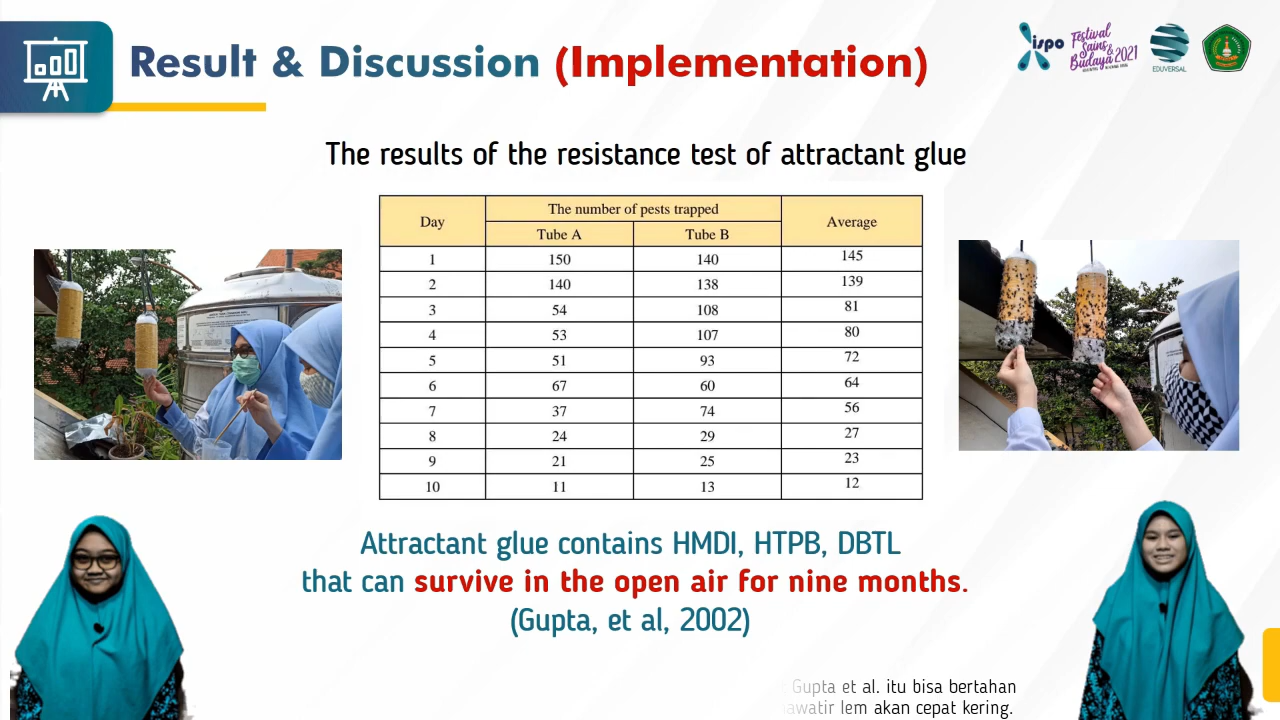 Result & Discussion (Implementation)
ispo
Festival
Sains &
Budaya 2021
EDUVERSAL
The results of the resistance test of attractant glue
Day The number of pests trapped Average
Tube A Tube B
1 150 140 145
2 140 138 139
3 54 108 81
4 53 107 80
5 51 93 72
6 67 60 64
7 37 74 56
8 24 29 27
9 21 25 23
10 11 13 12
Attractant glue contains HMDI, HTPB, DBTL
that can survive in the open air for nine months.
(Gupta, et al, 2002)
Gupta et al. itu bisa bertahan
lem akan cepat kering.